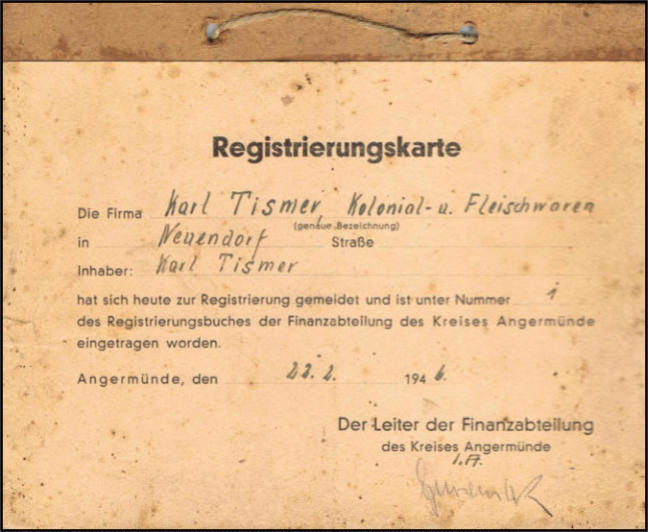 Registrierungskarte
Die Firma Karl Tismer, Kolonial- u. Fleischwaren
(genaue Bezeichnung)
in Neuendorf Straße
Inhaber: Karl Tismer
hat sich heute zur Registrierung gemeldet und ist unter Nummer 1
des Registrierungsbuches der Finanzabteilung des Kreises Angermünde
eingetragen worden.
Angermünde, den 22. 2. 1946.
Der Leiter der Finanzabteilung
des Kreises Angermünde
I.A.